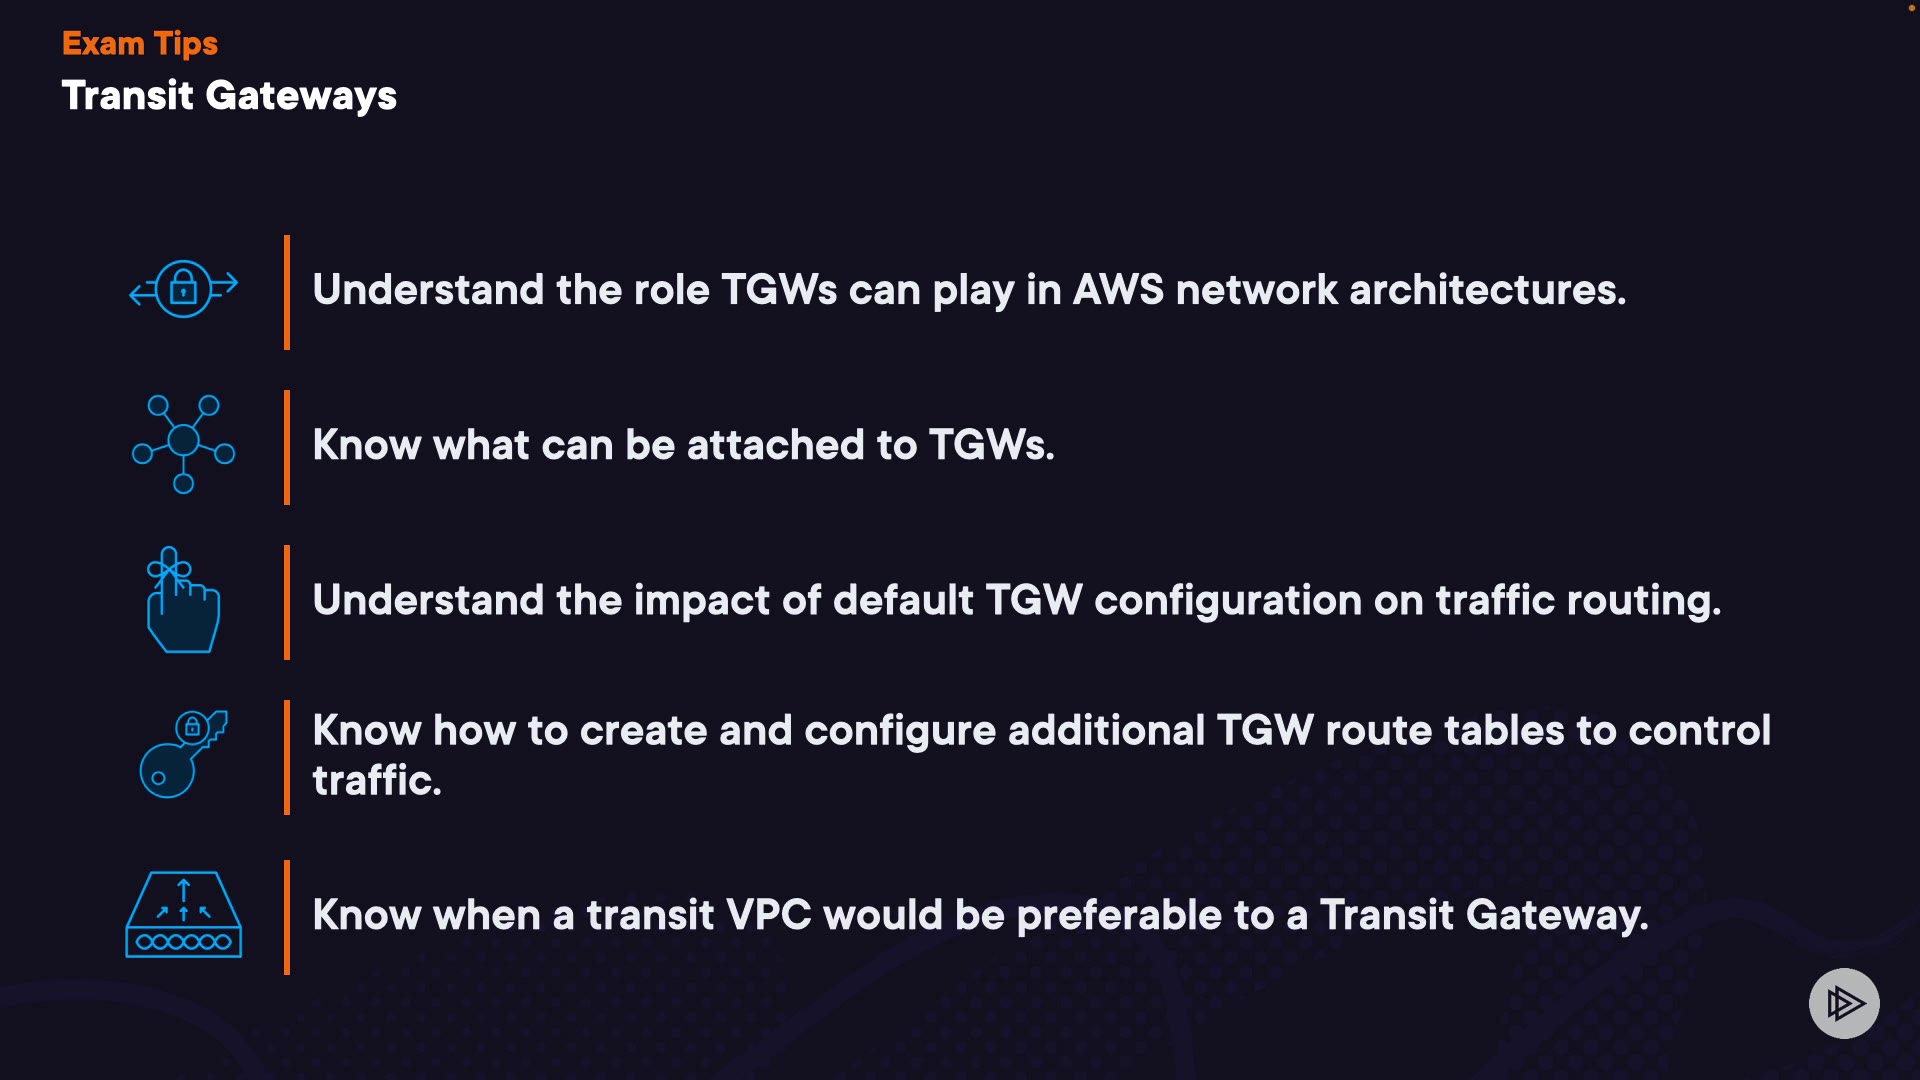 Exam Tips
Transit Gateways
Understand the role TGWs can play in AWS network architectures.
Know what can be attached to TGWs.
Understand the impact of default TGW configuration on traffic routing.
Know how to create and configure additional TGW route tables to control
traffic.
Know when a transit VPC would be preferable to a Transit Gateway.